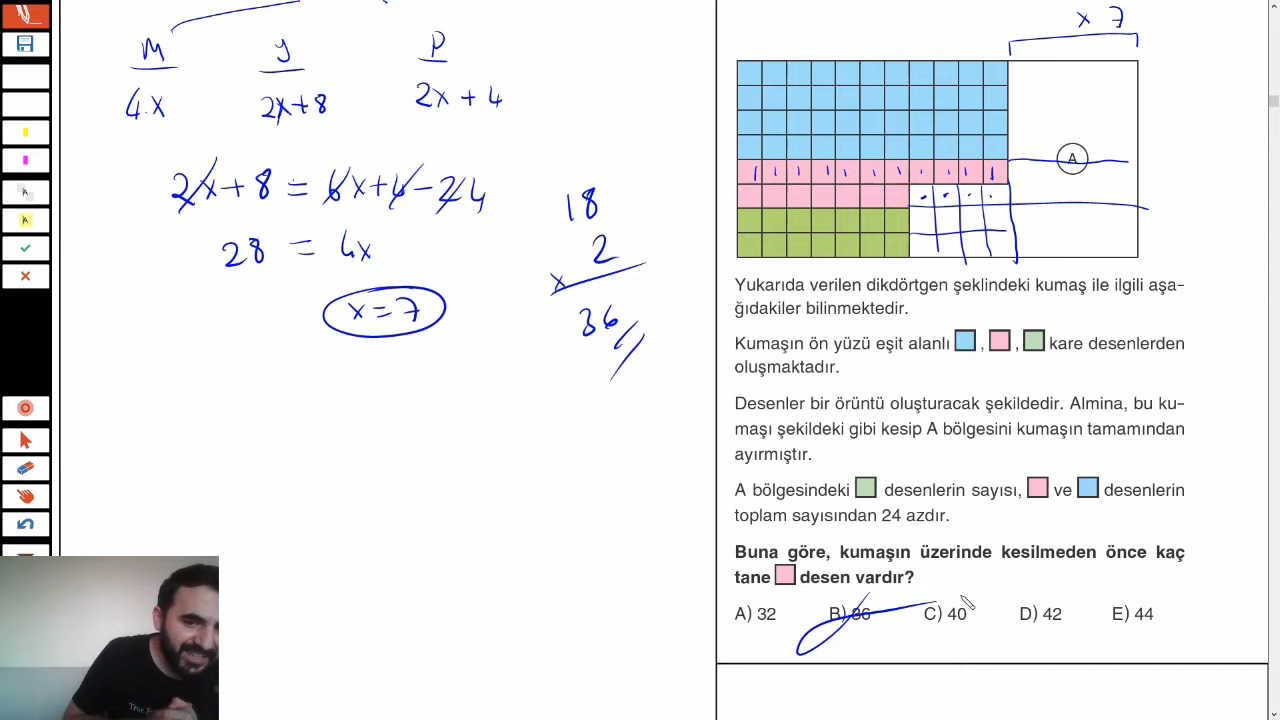 x 7
M y P
4.x 2x+8 2x+4
2x+8 = 6x+4-24
28 = 4x
x=7
18
2
x
36
A
Yukarıda verilen dikdörtgen şeklindeki kumaş ile ilgili aşa-
ğıdakiler bilinmektedir.
Kumaşın ön yüzü eşit alanlı , , kare desenlerden
oluşmaktadır.
Desenler bir örüntü oluşturacak şekildedir. Almina, bu ku-
maşı şekildeki gibi kesip A bölgesini kumaşın tamamından
ayırmıştır.
A bölgesindeki desenlerin sayısı, ve desenlerin
toplam sayısından 24 azdır.
Buna göre, kumaşın üzerinde kesilmeden önce kaç
tane desen vardır?
A) 32 B) 36 C) 40 D) 42 E) 44